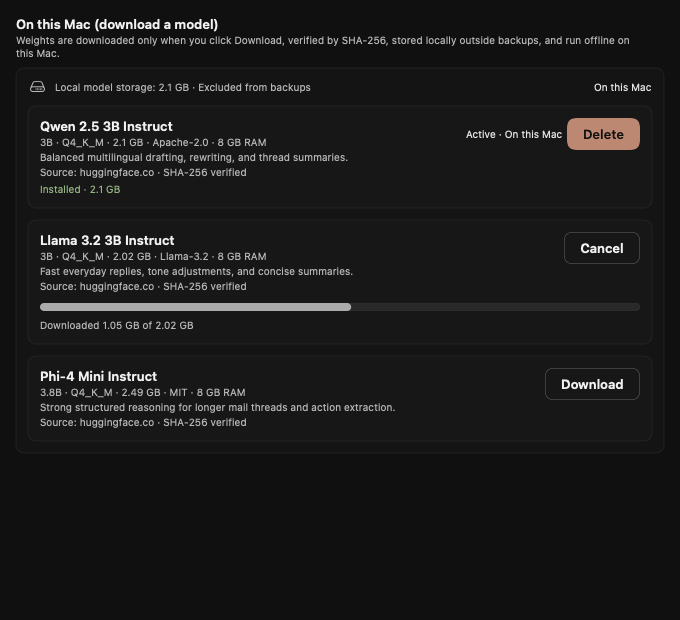 On this Mac (download a model)
Weights are downloaded only when you click Download, verified by SHA-256, stored locally outside backups, and run offline on
this Mac.
Local model storage: 2.1 GB · Excluded from backups
On this Mac
Qwen 2.5 3B Instruct
3B · Q4_K_M · 2.1 GB · Apache-2.0 · 8 GB RAM
Balanced multilingual drafting, rewriting, and thread summaries.
Source: huggingface.co · SHA-256 verified
Installed · 2.1 GB
Active · On this Mac
Delete
Llama 3.2 3B Instruct
3B · Q4_K_M · 2.02 GB · Llama-3.2 · 8 GB RAM
Fast everyday replies, tone adjustments, and concise summaries.
Source: huggingface.co · SHA-256 verified
Cancel
Downloaded 1.05 GB of 2.02 GB
Phi-4 Mini Instruct
3.8B · Q4_K_M · 2.49 GB · MIT · 8 GB RAM
Strong structured reasoning for longer mail threads and action extraction.
Source: huggingface.co · SHA-256 verified
Download